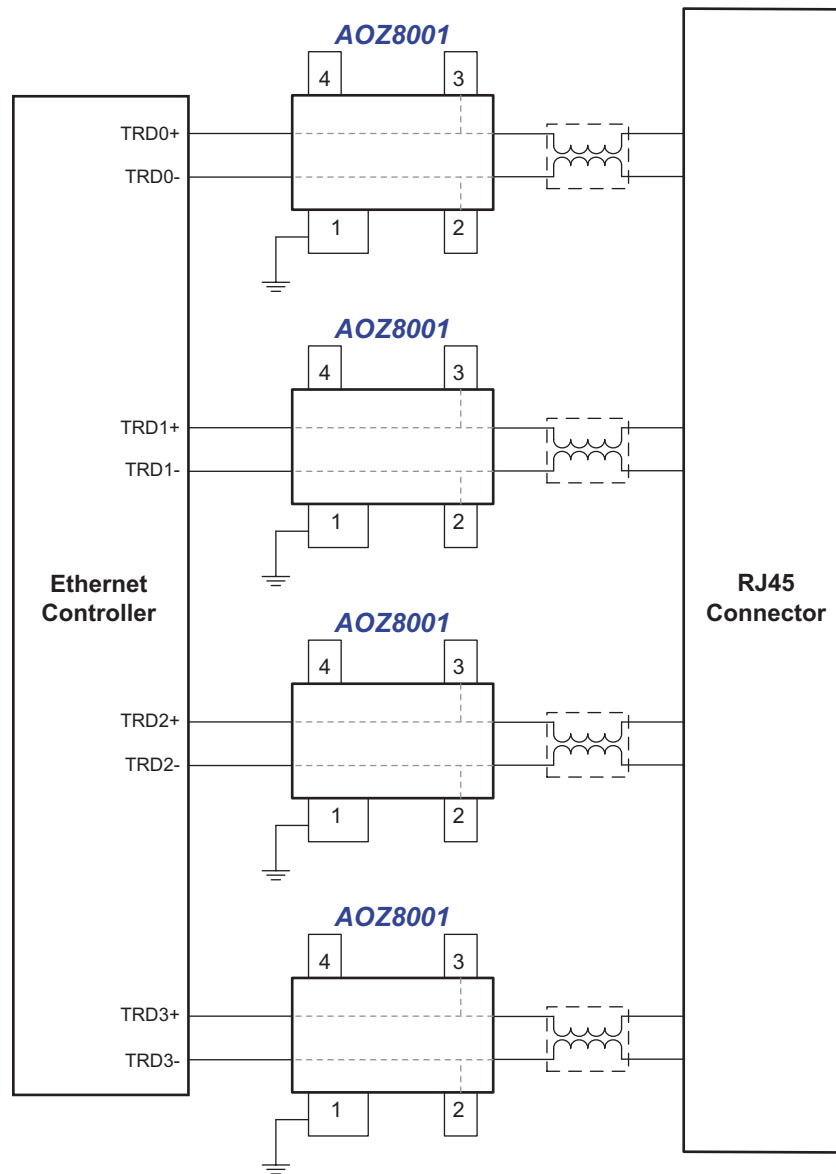 AOZ8001
4 3
TRD0+
TRD0-
1 2
AOZ8001
4 3
TRD1+
TRD1-
1 2
Ethernet
Controller
RJ45
Connector
AOZ8001
4 3
TRD2+
TRD2-
1 2
AOZ8001
4 3
TRD3+
TRD3-
1 2